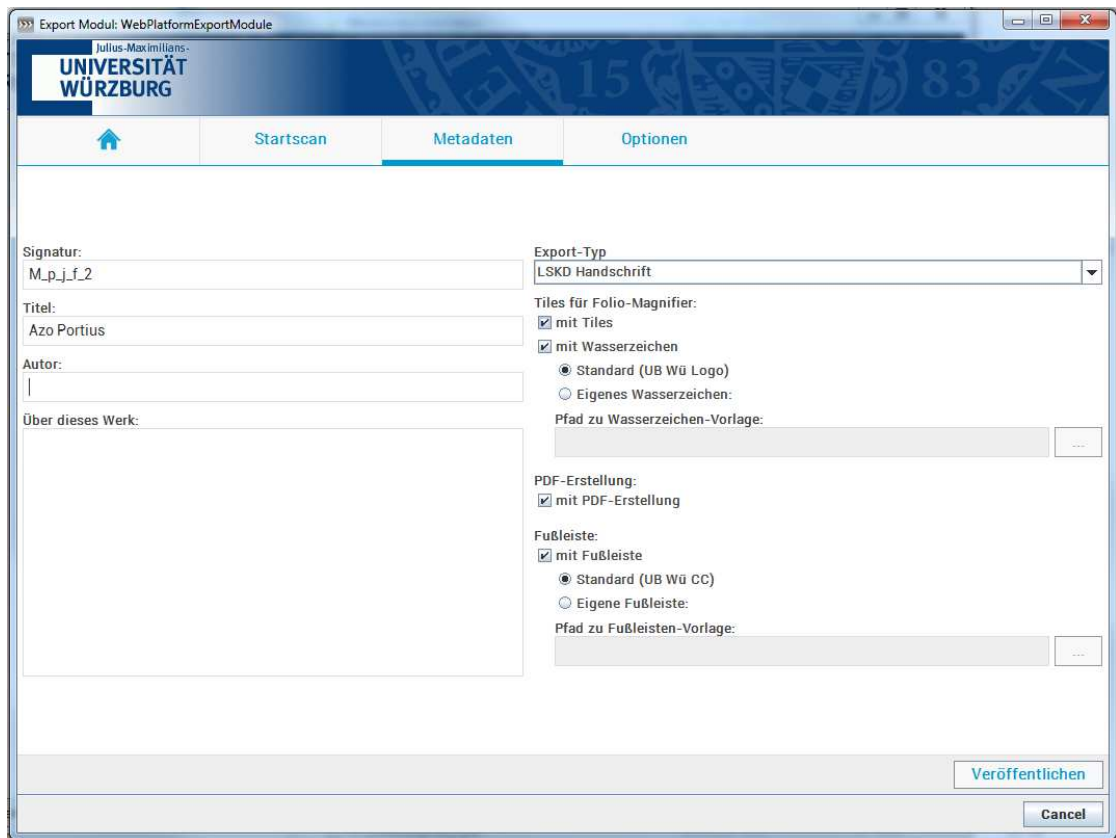 Export Modul: WebPlatformExportModule
Julius-Maximilians-
UNIVERSITÄT
WÜRZBURG
15
83
Startscan
Metadaten
Optionen
Signatur:
M_p_j_f_2
Titel:
Azo Portius
Autor:
Über dieses Werk:
Export-Typ
LSKD Handschrift
Tiles für Folio-Magnifier:
mit Tiles
mit Wasserzeichen
Standard (UB Wü Logo)
Eigenes Wasserzeichen:
Pfad zu Wasserzeichen-Vorlage:
...
PDF-Erstellung:
mit PDF-Erstellung
Fußleiste:
mit Fußleiste
Standard (UB Wü CC)
Eigene Fußleiste:
Pfad zu Fußleisten-Vorlage:
...
Veröffentlichen
Cancel